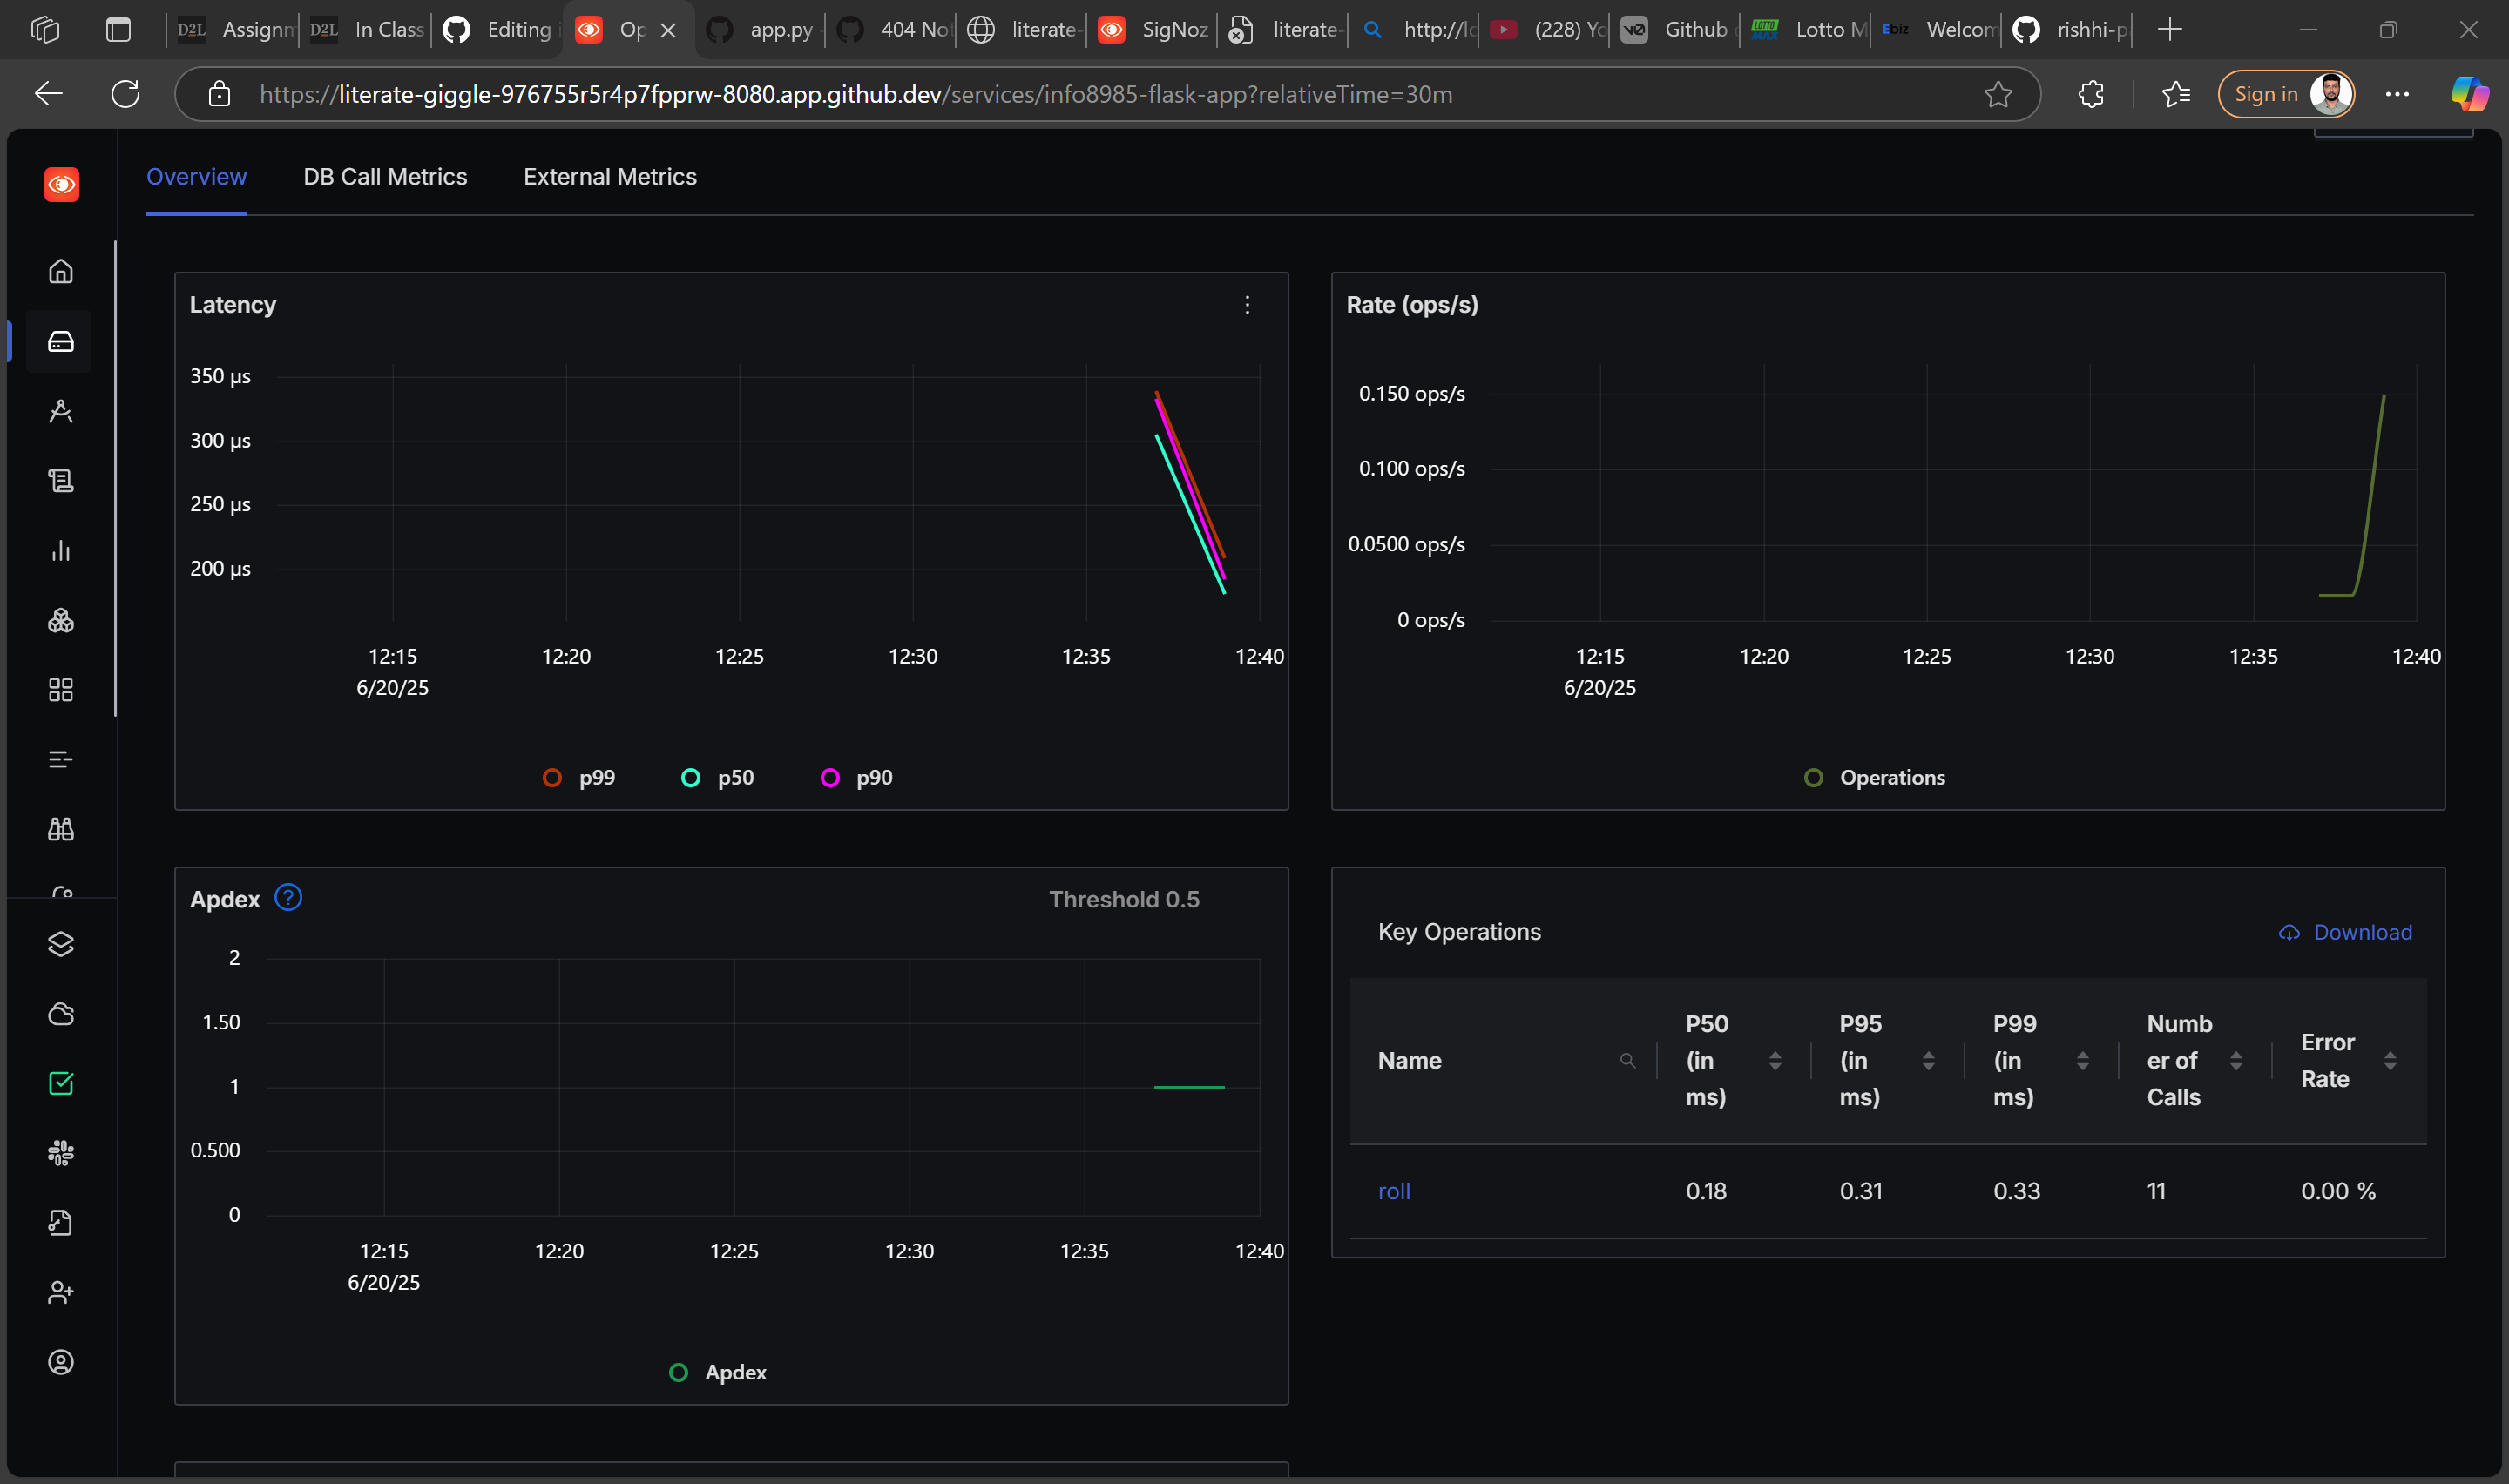 D2L Assignm
D2L In Class
Editing i
Op
app.py
404 Not
literate-
SigNoz
literate-
http://lo
(228) Yo
Github
Lotto M
Ebiz Welcom
rishhi-p
https://literate-giggle-976755r5r4p7fpprw-8080.app.github.dev/services/info8985-flask-app?relativeTime=30m
Sign in
Overview DB Call Metrics External Metrics
Latency
350 µs
300 µs
250 µs
200 µs
12:15 12:20 12:25 12:30 12:35 12:40
6/20/25
p99 p50 p90
Rate (ops/s)
0.150 ops/s
0.100 ops/s
0.0500 ops/s
0 ops/s
12:15 12:20 12:25 12:30 12:35 12:40
6/20/25
Operations
Apdex ? Threshold 0.5
2
1.50
1
0.500
0
12:15 12:20 12:25 12:30 12:35 12:40
6/20/25
Apdex
Key Operations Download
Name
P50
(in
ms)
P95
(in
ms)
P99
(in
ms)
Numb
er of
Calls
Error
Rate
roll 0.18 0.31 0.33 11 0.00 %